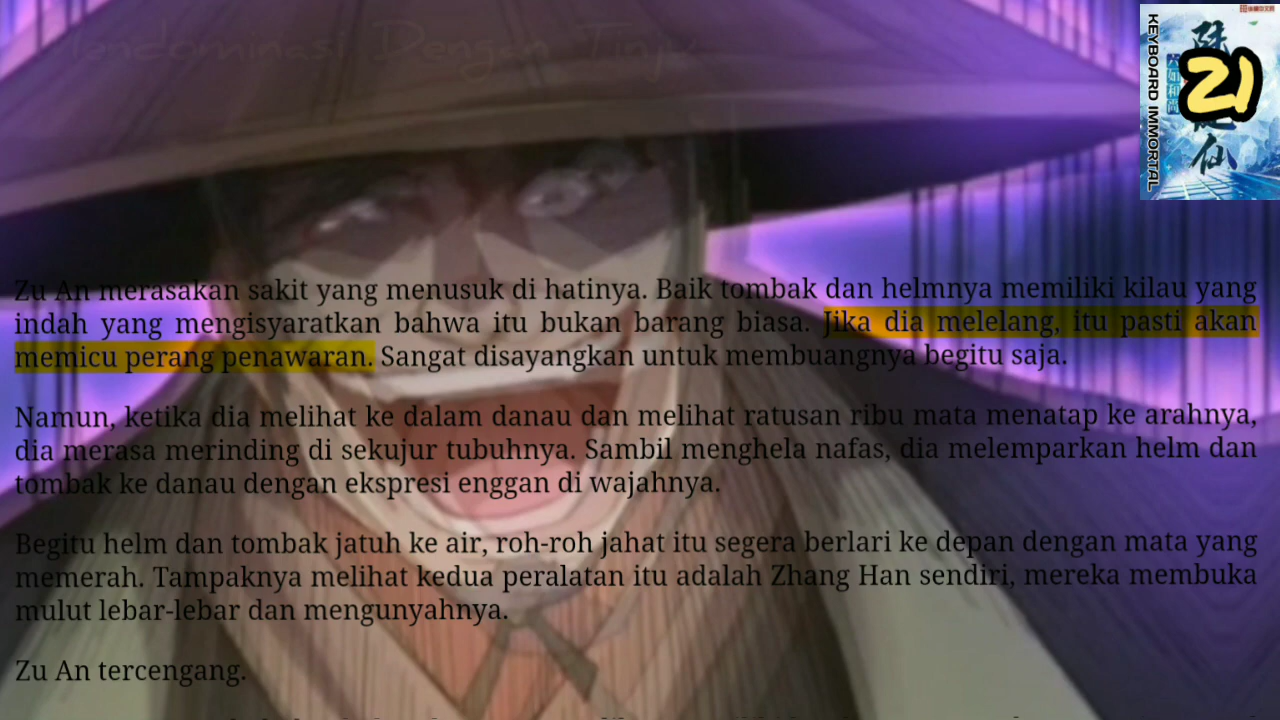 Mendominasi Dengan Tinju
KEYBOARD IMMORTAL
21
Zu An merasakan sakit yang menusuk di hatinya. Baik tombak dan helmnya memiliki kilau yang
indah yang mengisyaratkan bahwa itu bukan barang biasa. Jika dia melelang, itu pasti akan
memicu perang penawaran. Sangat disayangkan untuk membuangnya begitu saja.
Namun, ketika dia melihat ke dalam danau dan melihat ratusan ribu mata menatap ke arahnya,
dia merasa merinding di sekujur tubuhnya. Sambil menghela nafas, dia melemparkan helm dan
tombak ke danau dengan ekspresi enggan di wajahnya.
Begitu helm dan tombak jatuh ke air, roh-roh jahat itu segera berlari ke depan dengan mata yang
memerah. Tampaknya melihat kedua peralatan itu adalah Zhang Han sendiri, mereka membuka
mulut lebar-lebar dan mengunyahnya.
Zu An tercengang.